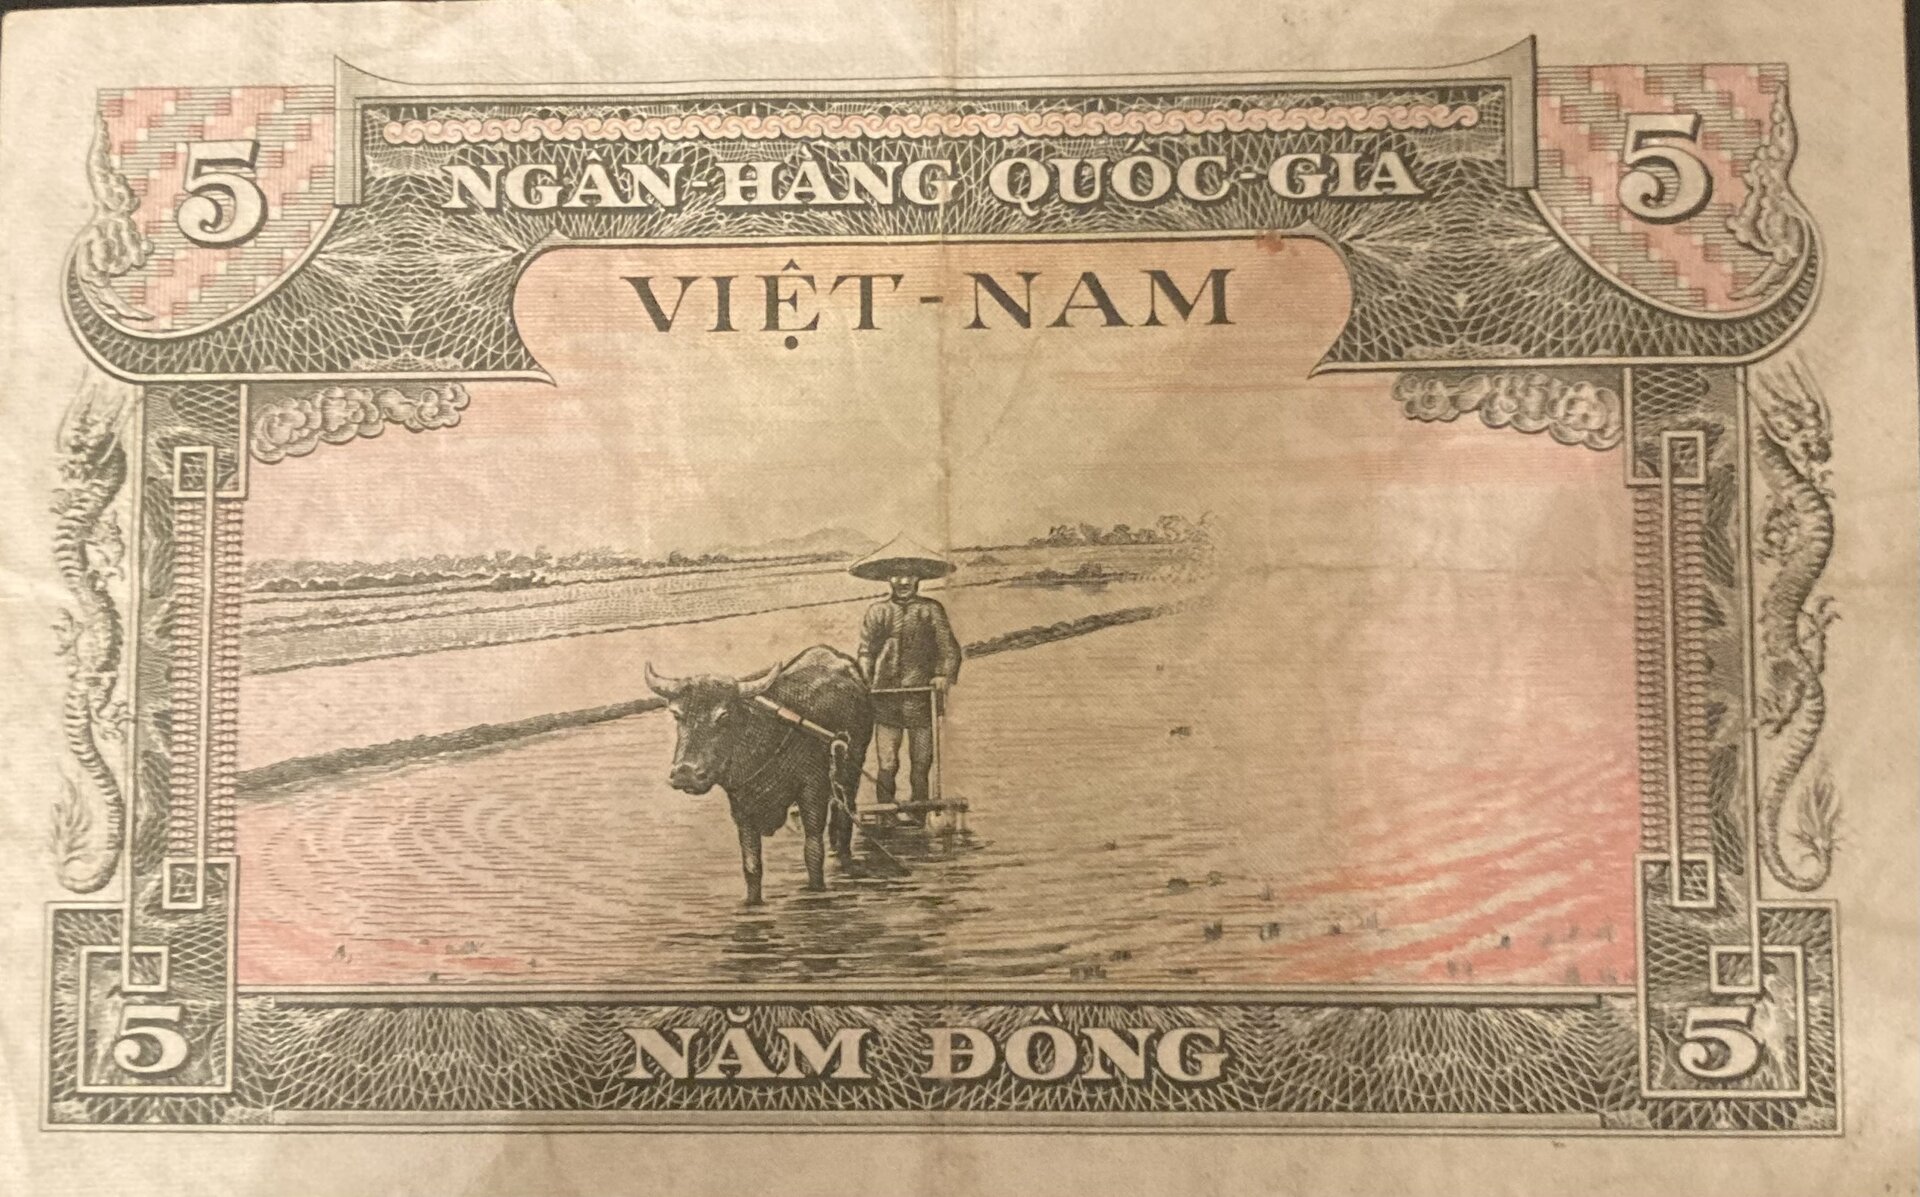 5 5
NGÂN-HÀNG QUỐC-GIA
VIỆT-NAM
5 NĂM ĐỒNG 5